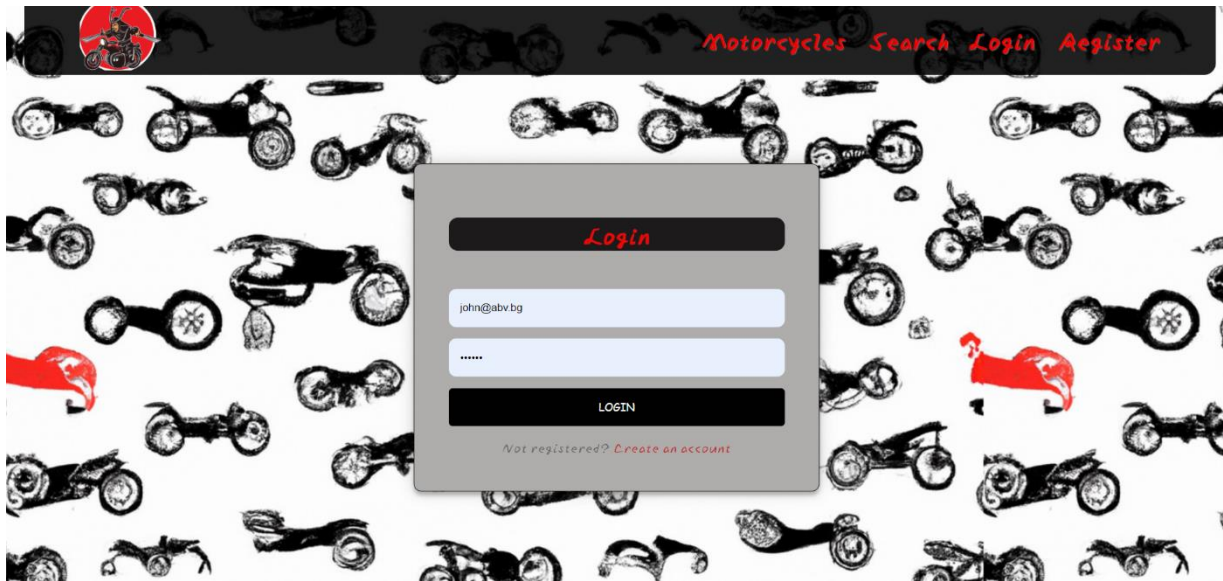 Motorcycles Search Login Register
Login
john@abv.bg
••••••
LOGIN
Not registered? Create an account